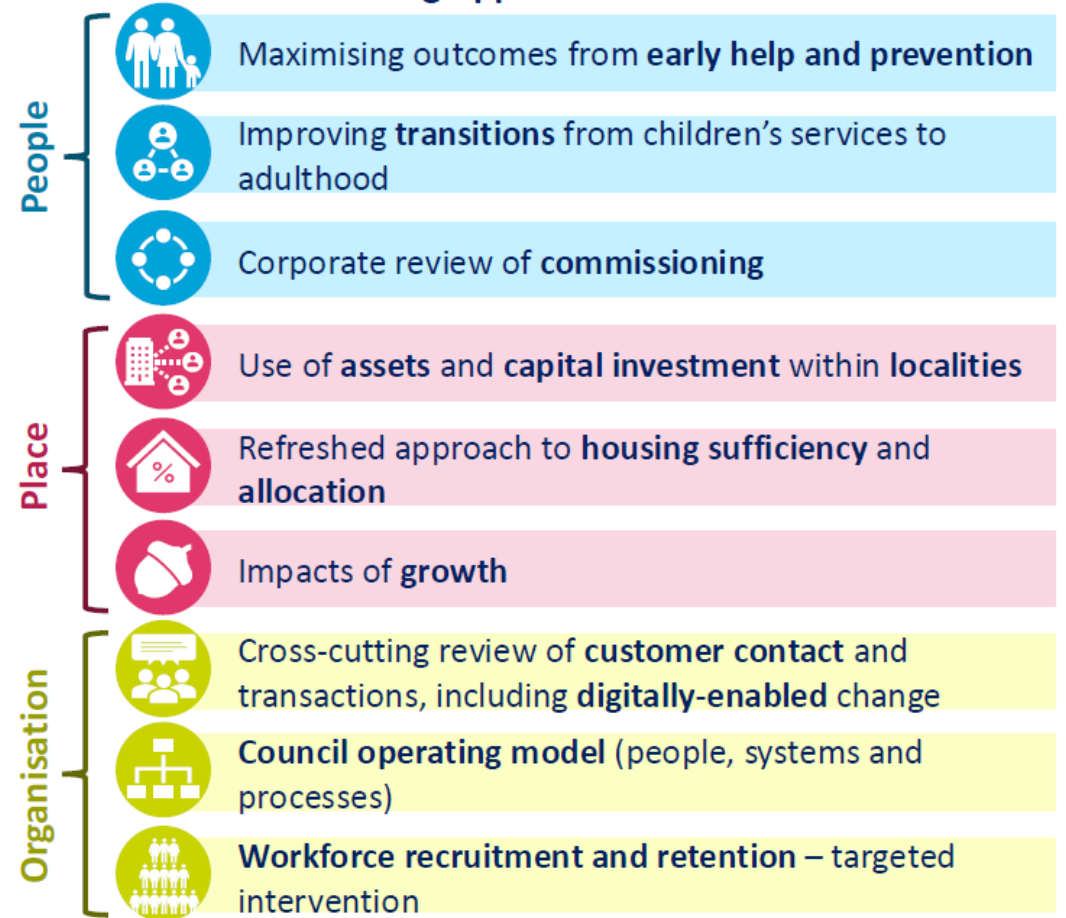 People
Maximising outcomes from early help and prevention
Improving transitions from children’s services to
adulthood
Corporate review of commissioning
Place
Use of assets and capital investment within localities
Refreshed approach to housing sufficiency and
allocation
%
Impacts of growth
Organisation
Cross-cutting review of customer contact and
transactions, including digitally-enabled change
Council operating model (people, systems and
processes)
Workforce recruitment and retention – targeted
intervention